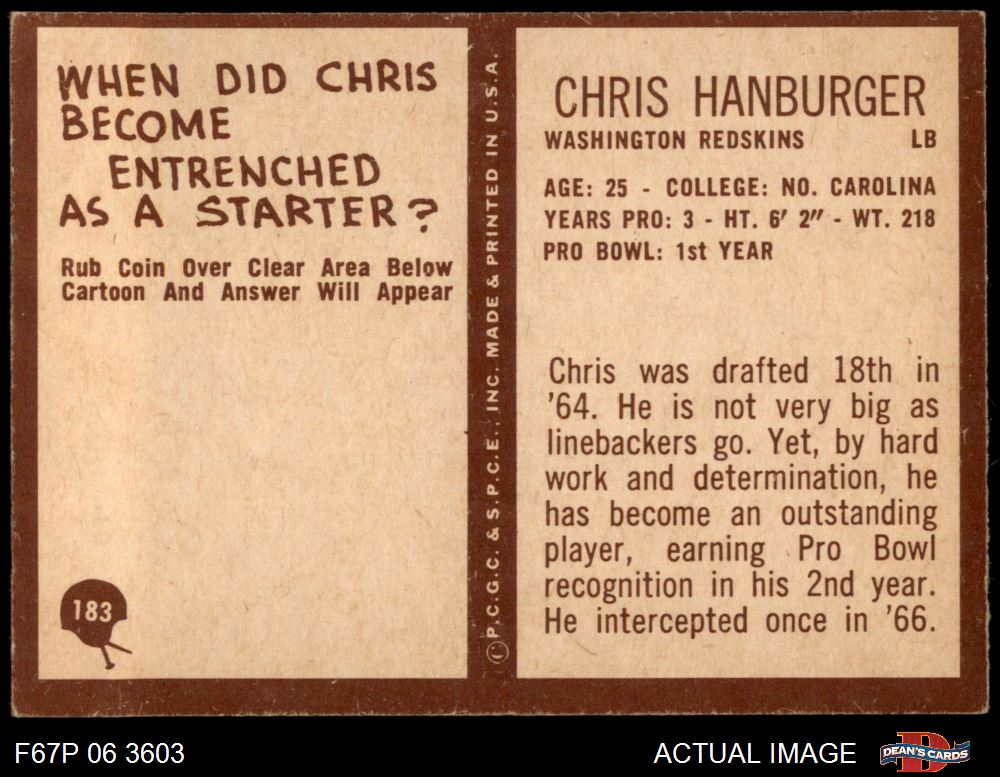 WHEN DID CHRIS
BECOME
ENTRENCHED
AS A STARTER?
Rub Coin Over Clear Area Below
Cartoon And Answer Will Appear
183
©P.C.G.C. & S.P.C.E., INC. MADE & PRINTED IN U.S.A.
CHRIS HANBURGER
WASHINGTON REDSKINS LB
AGE: 25 - COLLEGE: NO. CAROLINA
YEARS PRO: 3 - HT. 6′ 2″ - WT. 218
PRO BOWL: 1st YEAR
Chris was drafted 18th in
'64. He is not very big as
linebackers go. Yet, by hard
work and determination, he
has become an outstanding
player, earning Pro Bowl
recognition in his 2nd year.
He intercepted once in '66.
F67P 06 3603
ACTUAL IMAGE
DEAN'S CARDS